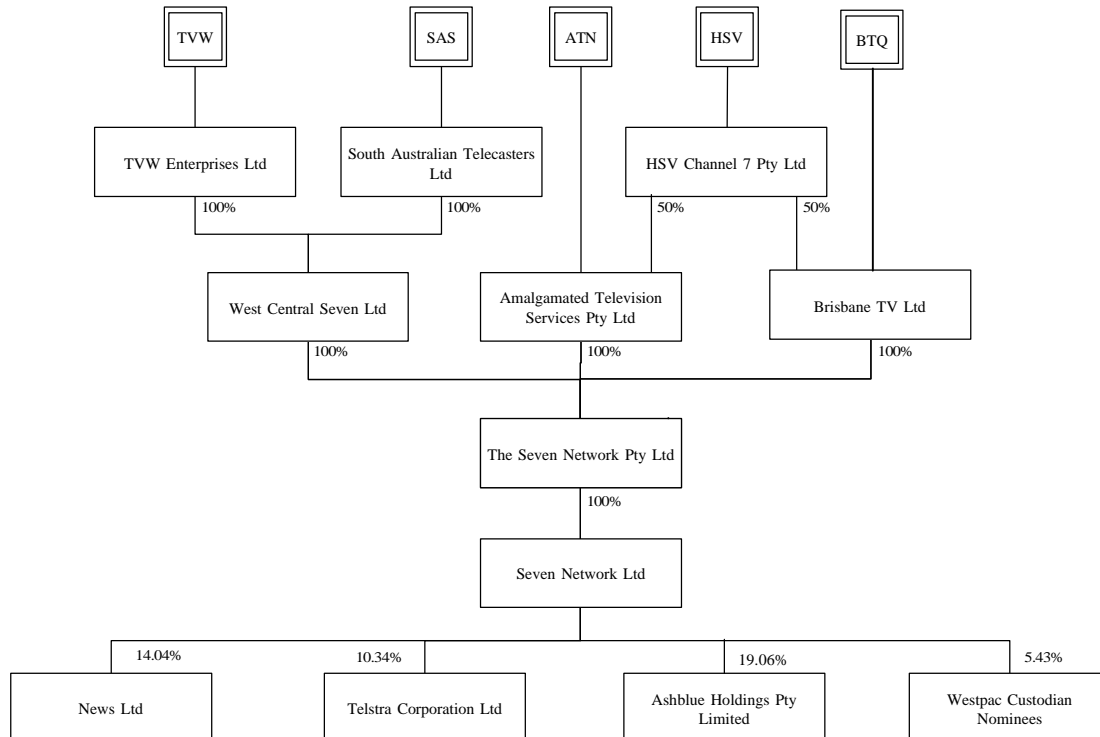 TVW
SAS
ATN
HSV
BTQ
TVW Enterprises Ltd
South Australian Telecasters
Ltd
HSV Channel 7 Pty Ltd
100%
100%
50%
50%
West Central Seven Ltd
Amalgamated Television
Services Pty Ltd
Brisbane TV Ltd
100%
100%
100%
The Seven Network Pty Ltd
100%
Seven Network Ltd
14.04%
10.34%
19.06%
5.43%
News Ltd
Telstra Corporation Ltd
Ashblue Holdings Pty
Limited
Westpac Custodian
Nominees